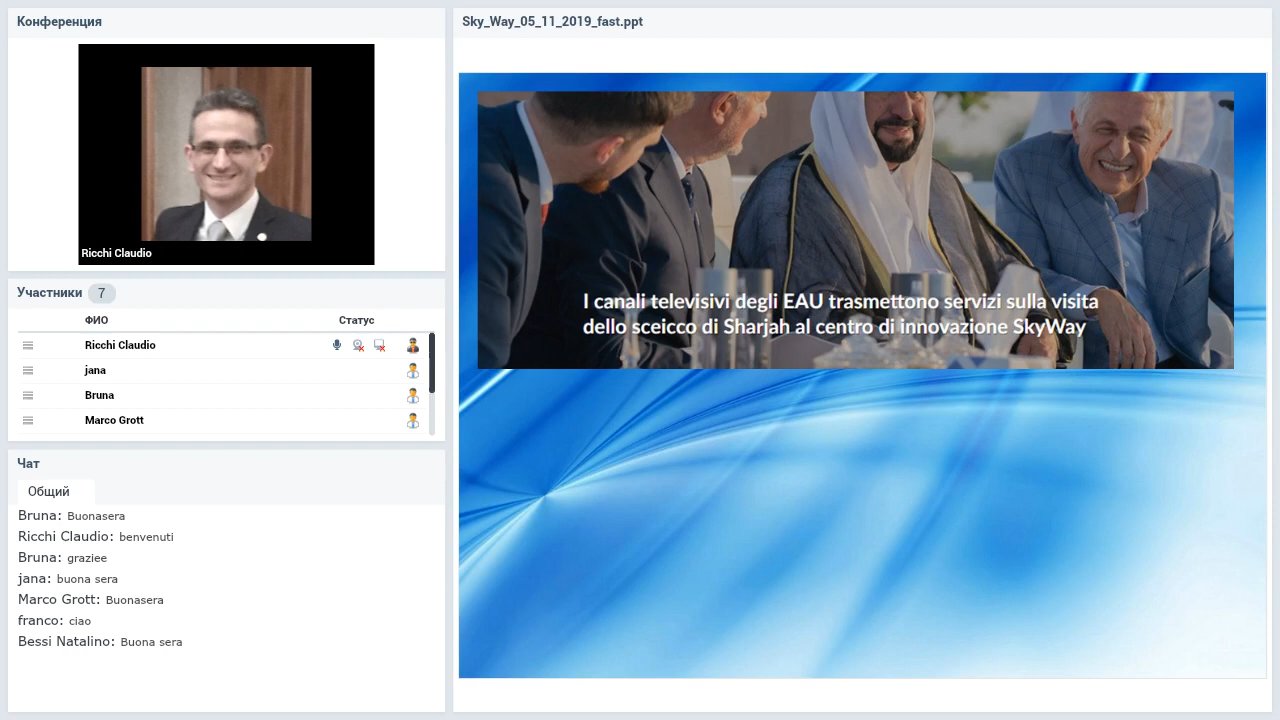 Конференция
Ricchi Claudio
Участники 7
ФИО Статус
Ricchi Claudio
jana
Bruna
Marco Grott
Чат
Общий
Bruna: Buonasera
Ricchi Claudio: benvenuti
Bruna: graziee
jana: buona sera
Marco Grott: Buonasera
franco: ciao
Bessi Natalino: Buona sera
Sky_Way_05_11_2019_fast.ppt
I canali televisivi degli EAU trasmettono servizi sulla visita
dello sceicco di Sharjah al centro di innovazione SkyWay